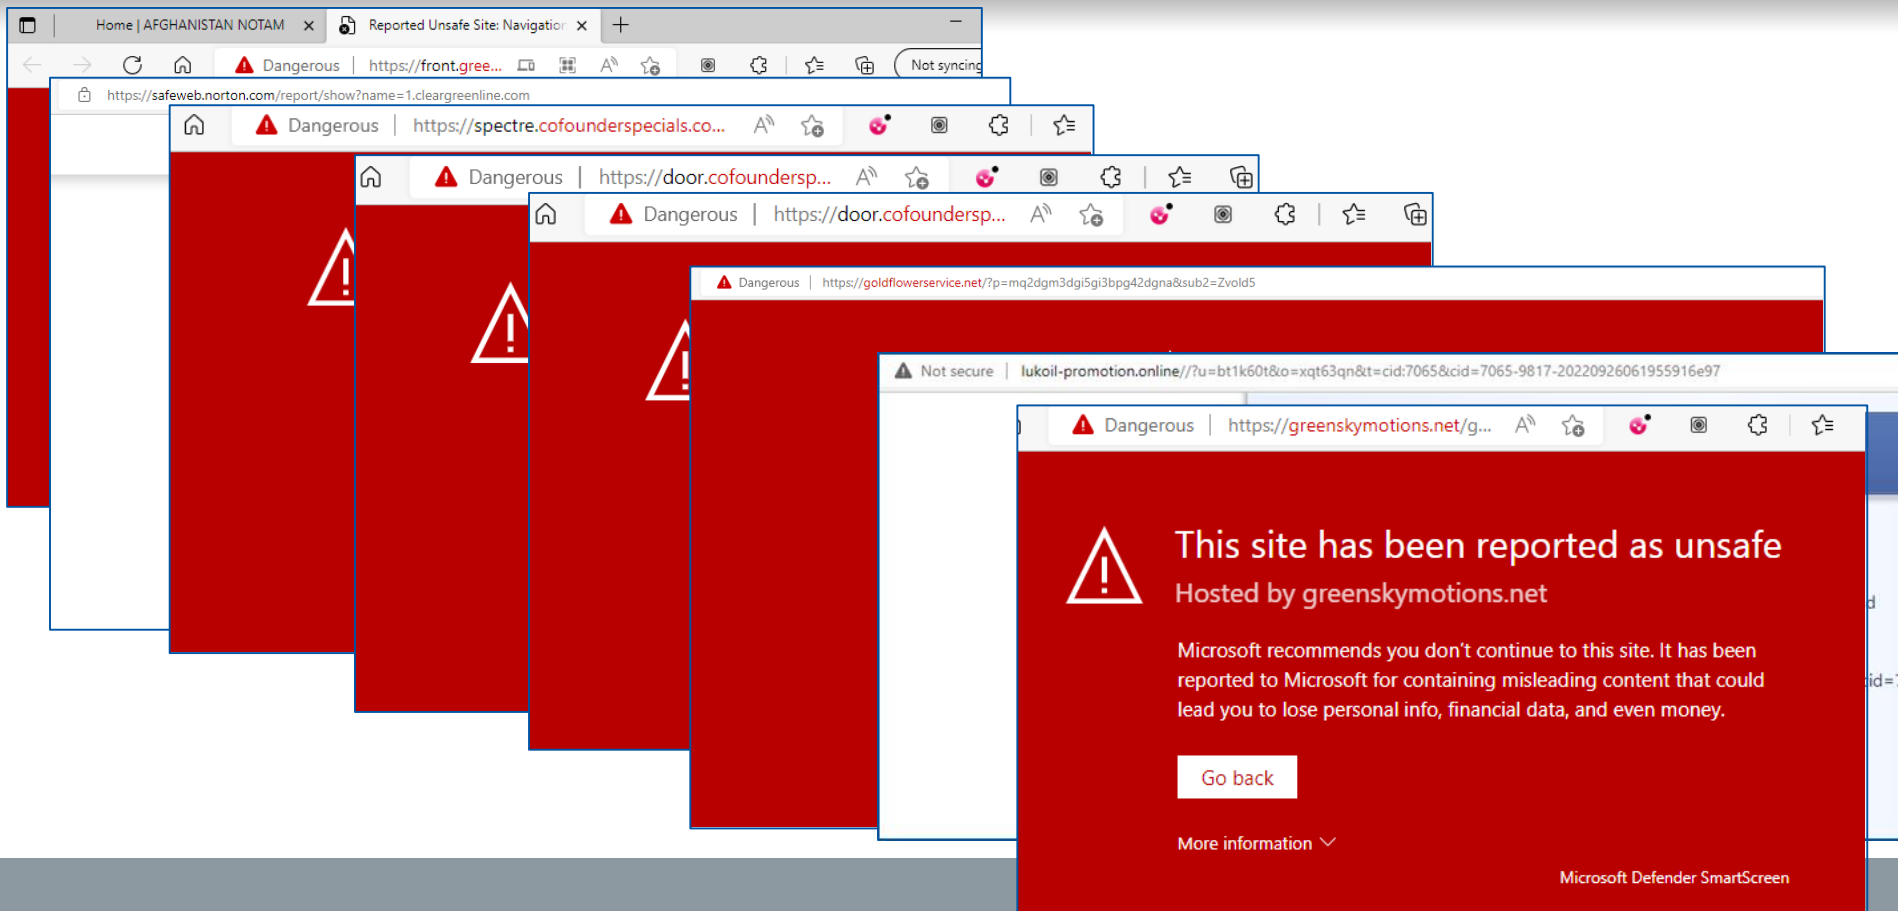 Home | AFGHANISTAN NOTAM
Reported Unsafe Site: Navigation
Dangerous | https://front.gree...
Not syncing
https://safeweb.norton.com/report/show?name=1.cleargreenline.com
Dangerous | https://spectre.cofounderspecials.co...
Dangerous | https://door.cofoundersp...
Dangerous | https://door.cofoundersp...
Dangerous | https://goldflowerservice.net/?p=mq2dgm3dgi5gi3bpg42dgna&sub2=Zvold5
Not secure | lukoil-promotion.online//?u=bt1k60t&o=xqt63qn&t=cid:7065&cid=7065-9817-20220926061955916e97
Dangerous | https://greenskymotions.net/g...
This site has been reported as unsafe
Hosted by greenskymotions.net
d
Microsoft recommends you don't continue to this site. It has been
reported to Microsoft for containing misleading content that could
id=
lead you to lose personal info, financial data, and even money.
Go back
More information
Microsoft Defender SmartScreen